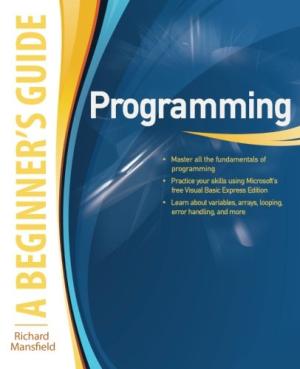 A BEGINNER'S GUIDE
Programming
• Master all the fundamentals of
programming
• Practice your skills using Microsoft's
free Visual Basic Express Edition
• Learn about variables, arrays, looping,
error handling, and more
Richard
Mansfield